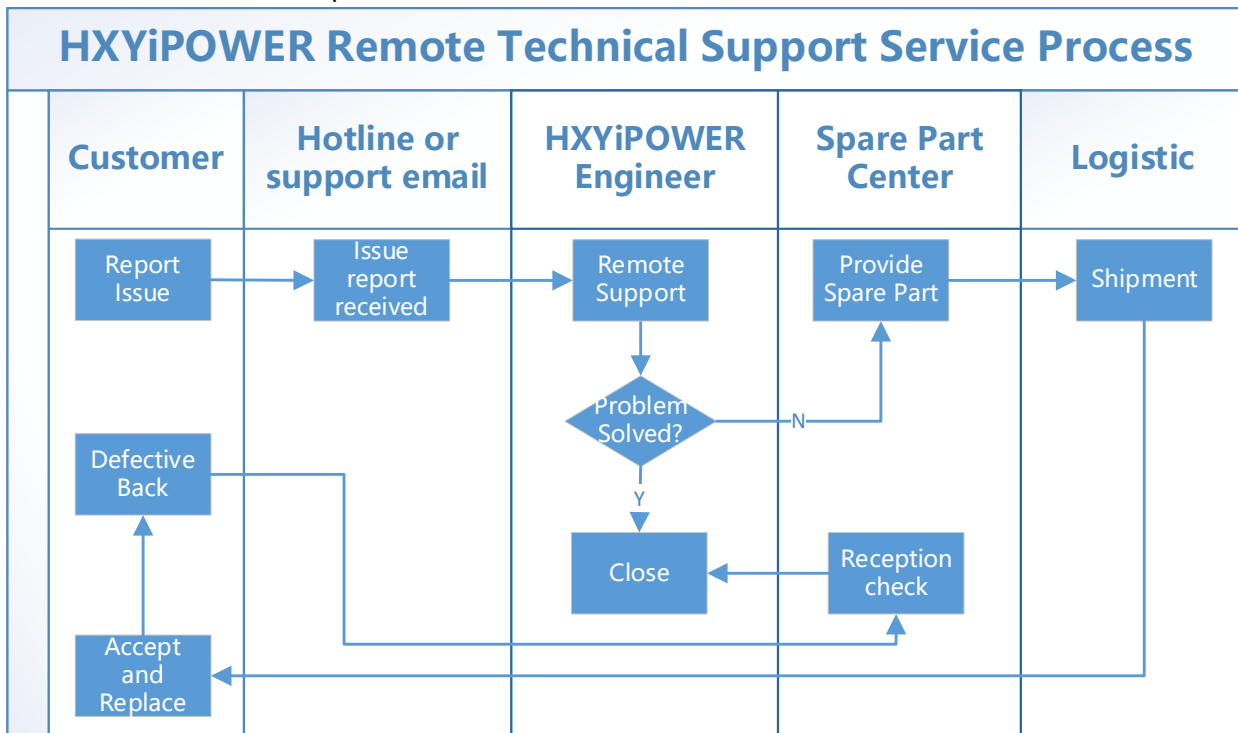 HXYiPOWER Remote Technical Support Service Process
Customer
Hotline or
support email
HXYiPOWER
Engineer
Spare Part
Center
Logistic
Report
Issue
Issue
report
received
Remote
Support
Provide
Spare Part
Shipment
Problem
Solved?
N
Defective
Back
Y
Close
Reception
check
Accept
and
Replace